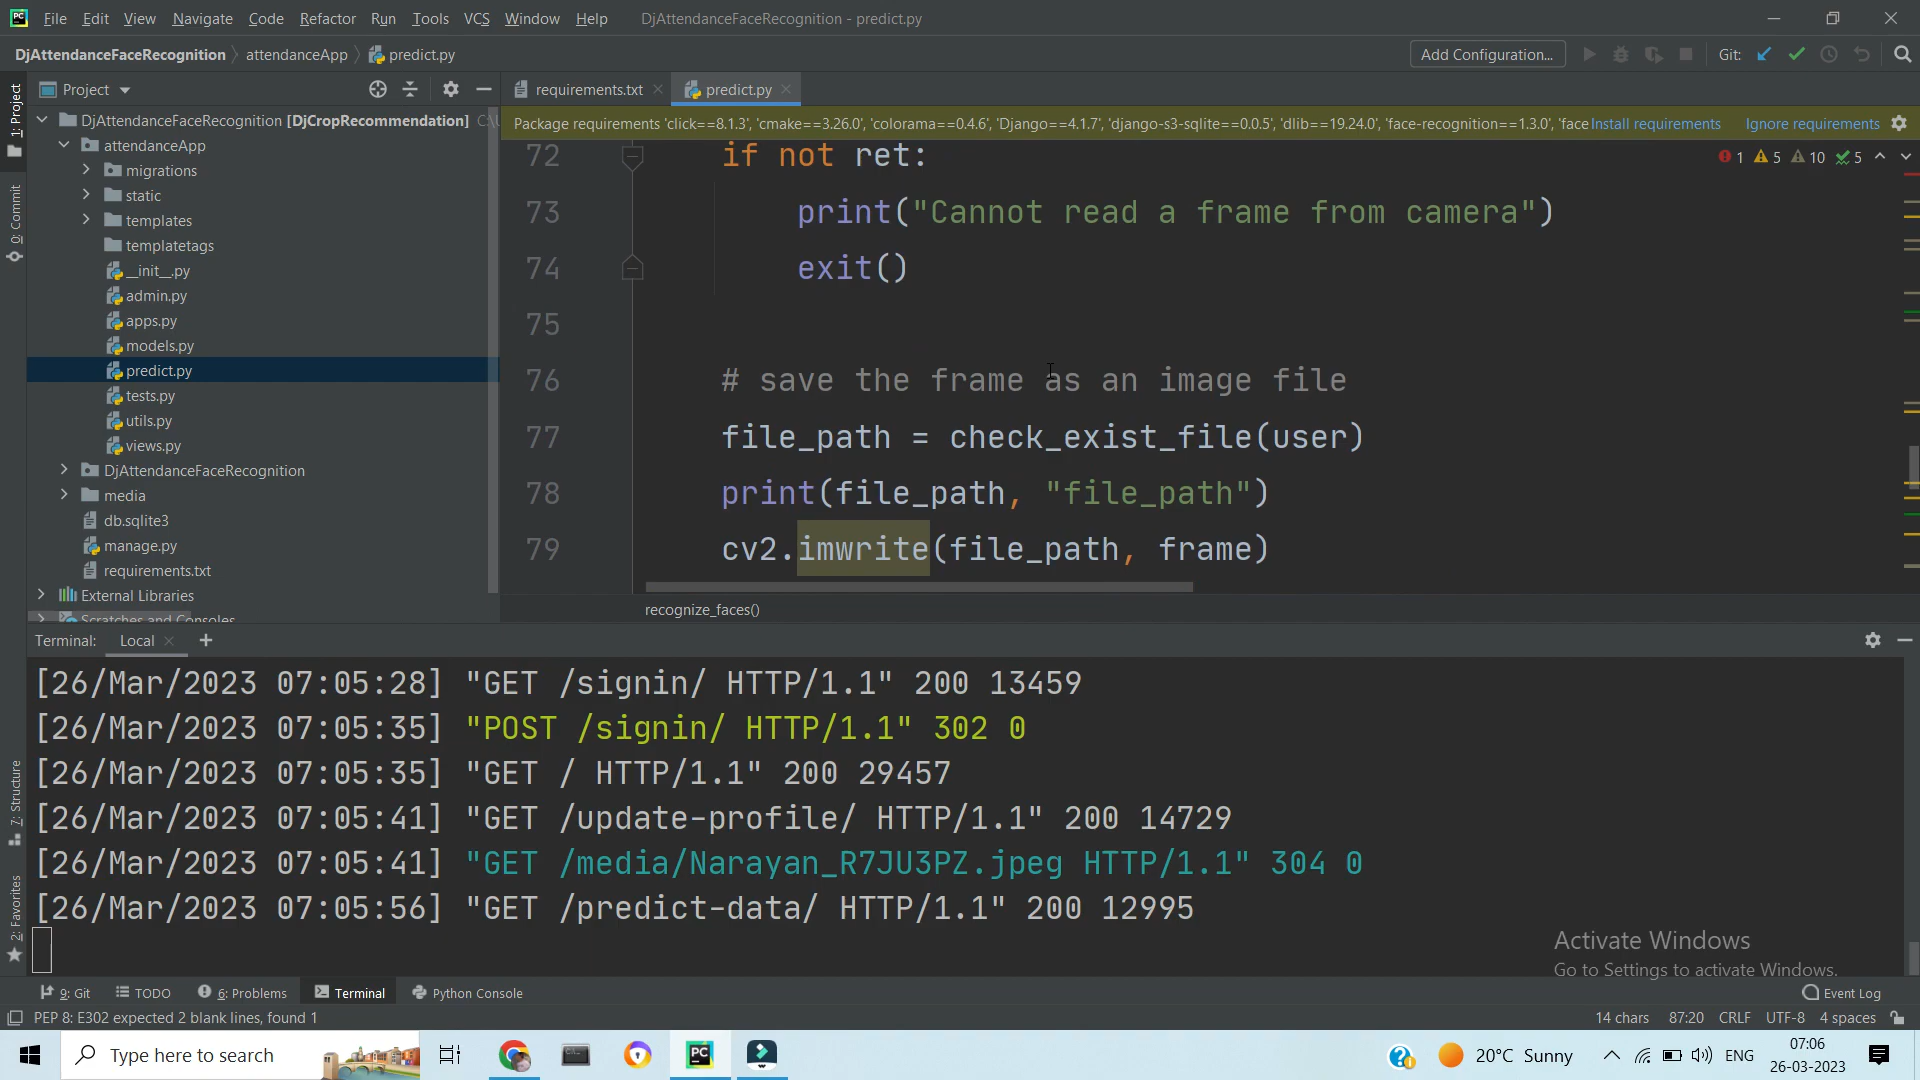 File Edit View Navigate Code Refactor Run Tools VCS Window Help DjAttendanceFaceRecognition - predict.py
DjAttendanceFaceRecognition attendanceApp predict.py Add Configuration... Git:
Project requirements.txt predict.py
1: Project
0: Commit
7: Structure
2: Favorites
DjAttendanceFaceRecognition [DjCropRecommendation] C:\
attendanceApp
migrations
static
templates
templatetags
__init__.py
admin.py
apps.py
models.py
predict.py
tests.py
utils.py
views.py
DjAttendanceFaceRecognition
media
db.sqlite3
manage.py
requirements.txt
External Libraries
Scratches and Consoles
Package requirements 'click==8.1.3', 'cmake==3.26.0', 'colorama==0.4.6', 'Django==4.1.7', 'django-s3-sqlite==0.0.5', 'dlib==19.24.0', 'face-recognition==1.3.0', 'face Install requirements Ignore requirements
1 5 10 5
72 if not ret:
73 print("Cannot read a frame from camera")
74 exit()
75
76 # save the frame as an image file
77 file_path = check_exist_file(user)
78 print(file_path, "file_path")
79 cv2.imwrite(file_path, frame)
recognize_faces()
Terminal: Local
[26/Mar/2023 07:05:28] "GET /signin/ HTTP/1.1" 200 13459
[26/Mar/2023 07:05:35] "POST /signin/ HTTP/1.1" 302 0
[26/Mar/2023 07:05:35] "GET / HTTP/1.1" 200 29457
[26/Mar/2023 07:05:41] "GET /update-profile/ HTTP/1.1" 200 14729
[26/Mar/2023 07:05:41] "GET /media/Narayan_R7JU3PZ.jpeg HTTP/1.1" 304 0
[26/Mar/2023 07:05:56] "GET /predict-data/ HTTP/1.1" 200 12995
Activate Windows
Go to Settings to activate Windows.
9: Git TODO 6: Problems Terminal Python Console Event Log
PEP 8: E302 expected 2 blank lines, found 1 14 chars 87:20 CRLF UTF-8 4 spaces
Type here to search PC 20°C Sunny ENG 07:06
26-03-2023